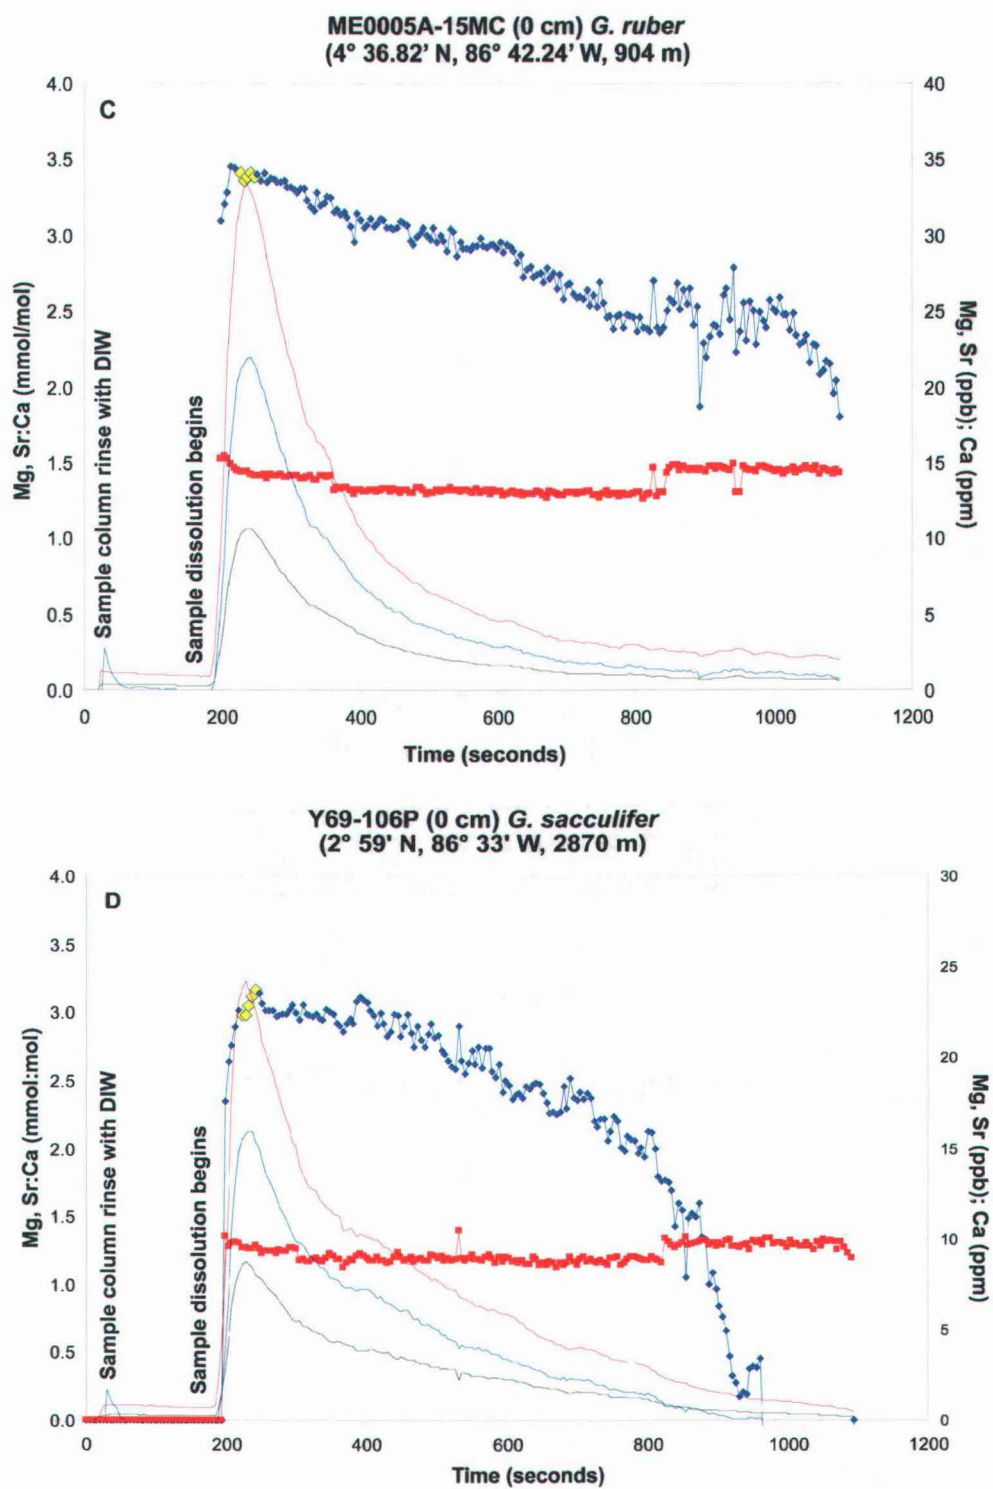 ME0005A-15MC (0 cm) G. ruber
(4° 36.82' N, 86° 42.24' W, 904 m)
C
Mg, Sr:Ca (mmol/mol)
4.0
3.5
3.0
2.5
2.0
1.5
1.0
0.5
0.0
Sample column rinse with DIW
Sample dissolution begins
40
35
30
25
20
15
10
5
0
Mg, Sr (ppb); Ca (ppm)
0 200 400 600 800 1000 1200
Time (seconds)
Y69-106P (0 cm) G. sacculifer
(2° 59' N, 86° 33' W, 2870 m)
D
Mg, Sr:Ca (mmol:mol)
4.0
3.5
3.0
2.5
2.0
1.5
1.0
0.5
0.0
Sample column rinse with DIW
Sample dissolution begins
30
25
20
15
10
5
0
Mg, Sr (ppb); Ca (ppm)
0 200 400 600 800 1000 1200
Time (seconds)